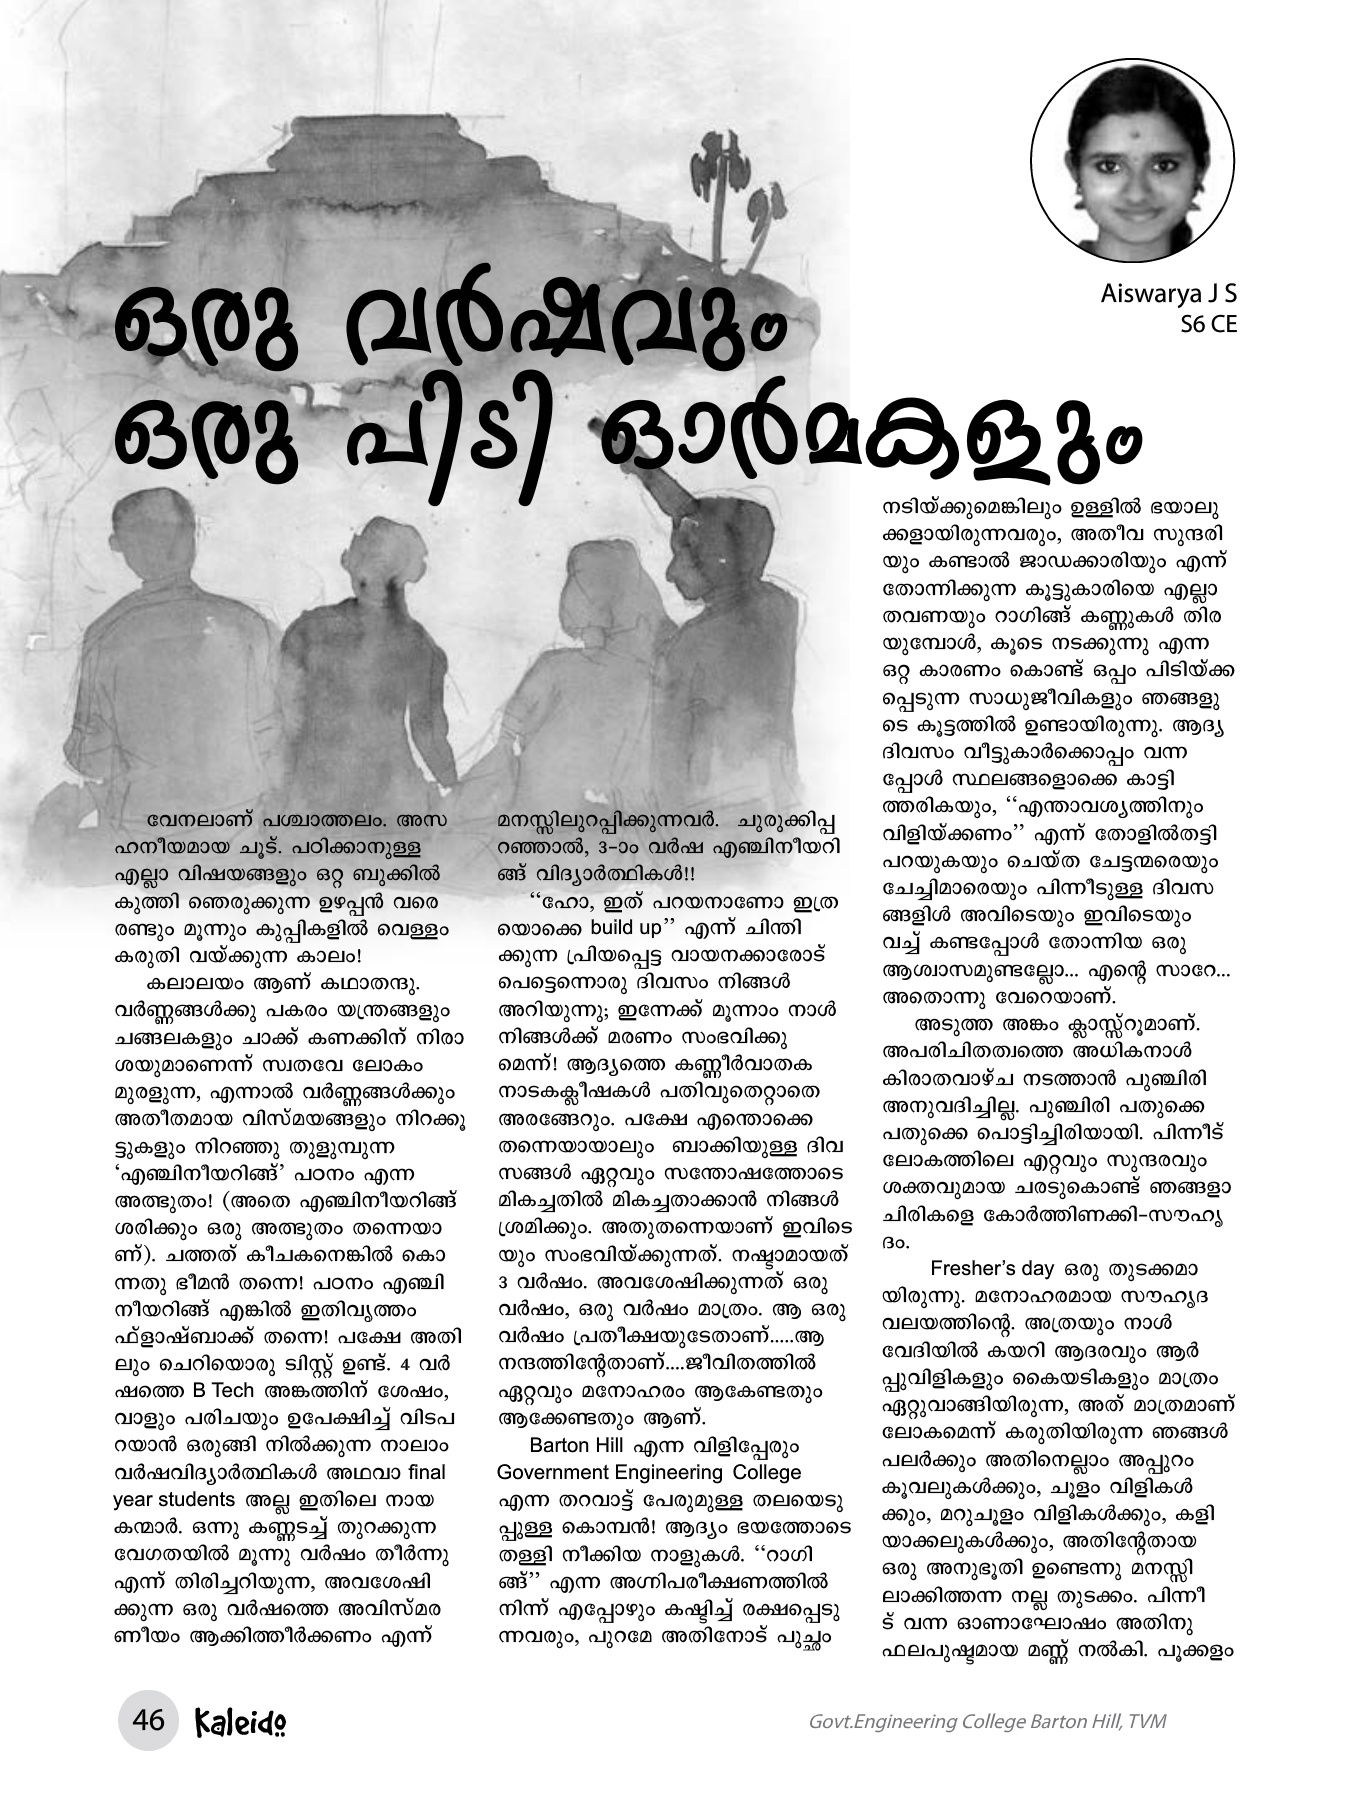 Aiswarya J S
S6 CE
ഒരു വർഷവും
ഒരു പിടി ഓർമകളും
വേനലാണ് പശ്ചാത്തലം. അസ
ഹനീയമായ ചൂട്. പഠിക്കാനുള്ള
എല്ലാ വിഷയങ്ങളും ഒറ്റ ബുക്കിൽ
കുത്തി ഞെരുക്കുന്ന ഉഴപ്പൻ വരെ
രണ്ടും മൂന്നും കുപ്പികളിൽ വെള്ളം
കരുതി വയ്ക്കുന്ന കാലം!
കലാലയം ആണ് കഥാതന്ദു.
വർണ്ണങ്ങൾക്കു പകരം യന്ത്രങ്ങളും
ചങ്ങലകളും ചാക്ക് കണക്കിന് നിരാ
ശയുമാണെന്ന് സ്വതവേ ലോകം
മുരളുന്ന, എന്നാൽ വർണ്ണങ്ങൾക്കും
അതീതമായ വിസ്മയങ്ങളും നിറക്കൂ
ട്ടുകളും നിറഞ്ഞു തുളുമ്പുന്ന
‘എഞ്ചിനീയറിങ്ങ്’ പഠനം എന്ന
അത്ഭുതം! (അതെ എഞ്ചിനീയറിങ്ങ്
ശരിക്കും ഒരു അത്ഭുതം തന്നെയാ
ണ്). ചത്തത് കീചകനെങ്കിൽ കൊ
ന്നതു ഭീമൻ തന്നെ! പഠനം എഞ്ചി
നീയറിങ്ങ് എങ്കിൽ ഇതിവൃത്തം
ഫ്ളാഷ്ബാക്ക് തന്നെ! പക്ഷേ അതി
ലും ചെറിയൊരു ട്വിസ്റ്റ് ഉണ്ട്. 4 വർ
ഷത്തെ B Tech അങ്കത്തിന് ശേഷം,
വാളും പരിചയും ഉപേക്ഷിച്ച് വിടപ
റയാൻ ഒരുങ്ങി നിൽക്കുന്ന നാലാം
വർഷവിദ്യാർത്ഥികൾ അഥവാ final
year students അല്ല ഇതിലെ നായ
കന്മാർ. ഒന്നു കണ്ണടച്ച് തുറക്കുന്ന
വേഗതയിൽ മൂന്നു വർഷം തീർന്നു
എന്ന് തിരിച്ചറിയുന്ന, അവശേഷി
ക്കുന്ന ഒരു വർഷത്തെ അവിസ്മര
ണീയം ആക്കിത്തീർക്കണം എന്ന്
മനസ്സിലുറപ്പിക്കുന്നവർ. ചുരുക്കിപ്പ
റഞ്ഞാൽ, 3-ാം വർഷ എഞ്ചിനീയറി
ങ്ങ് വിദ്യാർത്ഥികൾ!!
‘‘ഹോ, ഇത് പറയനാണോ ഇത്ര
യൊക്കെ build up’’ എന്ന് ചിന്തി
ക്കുന്ന പ്രിയപ്പെട്ട വായനക്കാരോട്
പെട്ടെന്നൊരു ദിവസം നിങ്ങൾ
അറിയുന്നു; ഇന്നേക്ക് മൂന്നാം നാൾ
നിങ്ങൾക്ക് മരണം സംഭവിക്കു
മെന്ന്! ആദ്യത്തെ കണ്ണീർവാതക
നാടകക്ലീഷകൾ പതിവുതെറ്റാതെ
അരങ്ങേറും. പക്ഷേ എന്തൊക്കെ
തന്നെയായാലും ബാക്കിയുള്ള ദിവ
സങ്ങൾ ഏറ്റവും സന്തോഷത്തോടെ
മികച്ചതിൽ മികച്ചതാക്കാൻ നിങ്ങൾ
ശ്രമിക്കും. അതുതന്നെയാണ് ഇവിടെ
യും സംഭവിയ്ക്കുന്നത്. നഷ്ടാമായത്
3 വർഷം. അവശേഷിക്കുന്നത് ഒരു
വർഷം, ഒരു വർഷം മാത്രം. ആ ഒരു
വർഷം പ്രതീക്ഷയുടേതാണ്.....ആ
നന്ദത്തിന്റേതാണ്....ജീവിതത്തിൽ
ഏറ്റവും മനോഹരം ആകേണ്ടതും
ആക്കേണ്ടതും ആണ്.
Barton Hill എന്ന വിളിപ്പേരും
Government Engineering College
എന്ന തറവാട്ട് പേരുമുള്ള തലയെടു
പ്പുള്ള കൊമ്പൻ! ആദ്യം ഭയത്തോടെ
തള്ളി നീക്കിയ നാളുകൾ. ‘‘റാഗി
ങ്ങ്’’ എന്ന അഗ്നിപരീക്ഷണത്തിൽ
നിന്ന് എപ്പോഴും കഷ്ടിച്ച് രക്ഷപ്പെടു
ന്നവരും, പുറമേ അതിനോട് പുച്ഛം
നടിയ്ക്കുമെങ്കിലും ഉള്ളിൽ ഭയാലു
ക്കളായിരുന്നവരും, അതീവ സുന്ദരി
യും കണ്ടാൽ ജാഡക്കാരിയും എന്ന്
തോന്നിക്കുന്ന കൂട്ടുകാരിയെ എല്ലാ
തവണയും റാഗിങ്ങ് കണ്ണുകൾ തിര
യുമ്പോൾ, കൂടെ നടക്കുന്നു എന്ന
ഒറ്റ കാരണം കൊണ്ട് ഒപ്പം പിടിയ്ക്ക
പ്പെടുന്ന സാധുജീവികളും ഞങ്ങളു
ടെ കൂട്ടത്തിൽ ഉണ്ടായിരുന്നു. ആദ്യ
ദിവസം വീട്ടുകാർക്കൊപ്പം വന്ന
പ്പോൾ സ്ഥലങ്ങളൊക്കെ കാട്ടി
ത്തരികയും, ‘‘എന്താവശ്യത്തിനും
വിളിയ്ക്കണം’’ എന്ന് തോളിൽതട്ടി
പറയുകയും ചെയ്ത ചേട്ടന്മരെയും
ചേച്ചിമാരെയും പിന്നീടുള്ള ദിവസ
ങ്ങളിൾ അവിടെയും ഇവിടെയും
വച്ച് കണ്ടപ്പോൾ തോന്നിയ ഒരു
ആശ്വാസമുണ്ടല്ലോ... എന്റെ സാറേ...
അതൊന്നു വേറെയാണ്.
അടുത്ത അങ്കം ക്ലാസ്സ്റൂമാണ്.
അപരിചിതത്വത്തെ അധികനാൾ
കിരാതവാഴ്ച നടത്താൻ പുഞ്ചിരി
അനുവദിച്ചില്ല. പുഞ്ചിരി പതുക്കെ
പതുക്കെ പൊട്ടിച്ചിരിയായി. പിന്നീട്
ലോകത്തിലെ എറ്റവും സുന്ദരവും
ശക്തവുമായ ചരടുകൊണ്ട് ഞങ്ങളാ
ചിരികളെ കോർത്തിണക്കി-സൗഹൃ
ദം.
Fresher’s day ഒരു തുടക്കമാ
യിരുന്നു. മനോഹരമായ സൗഹൃദ
വലയത്തിന്റെ. അത്രയും നാൾ
വേദിയിൽ കയറി ആദരവും ആർ
പ്പുവിളികളും കൈയടികളും മാത്രം
ഏറ്റുവാങ്ങിയിരുന്ന, അത് മാത്രമാണ്
ലോകമെന്ന് കരുതിയിരുന്ന ഞങ്ങൾ
പലർക്കും അതിനെല്ലാം അപ്പുറം
കൂവലുകൾക്കും, ചൂളം വിളികൾ
ക്കും, മറുചൂളം വിളികൾക്കും, കളി
യാക്കലുകൾക്കും, അതിന്റേതായ
ഒരു അനുഭൂതി ഉണ്ടെന്നു മനസ്സി
ലാക്കിത്തന്ന നല്ല തുടക്കം. പിന്നീ
ട് വന്ന ഓണാഘോഷം അതിനു
ഫലപുഷ്ടമായ മണ്ണ് നൽകി. പൂക്കളം
46 Kaleido
Govt.Engineering College Barton Hill, TVM